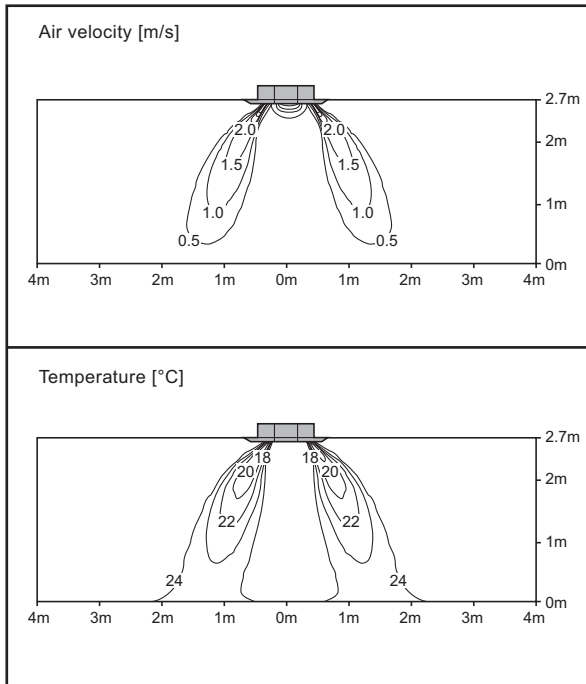 Air velocity [m/s]
2.7m
2.0 2.0
2m
1.5 1.5
1.0 1.0
1m
0.5 0.5
0m
4m 3m 2m 1m 0m 1m 2m 3m 4m
Temperature [°C]
2.7m
18 18
20 20
2m
22 22
1m
24 24
0m
4m 3m 2m 1m 0m 1m 2m 3m 4m